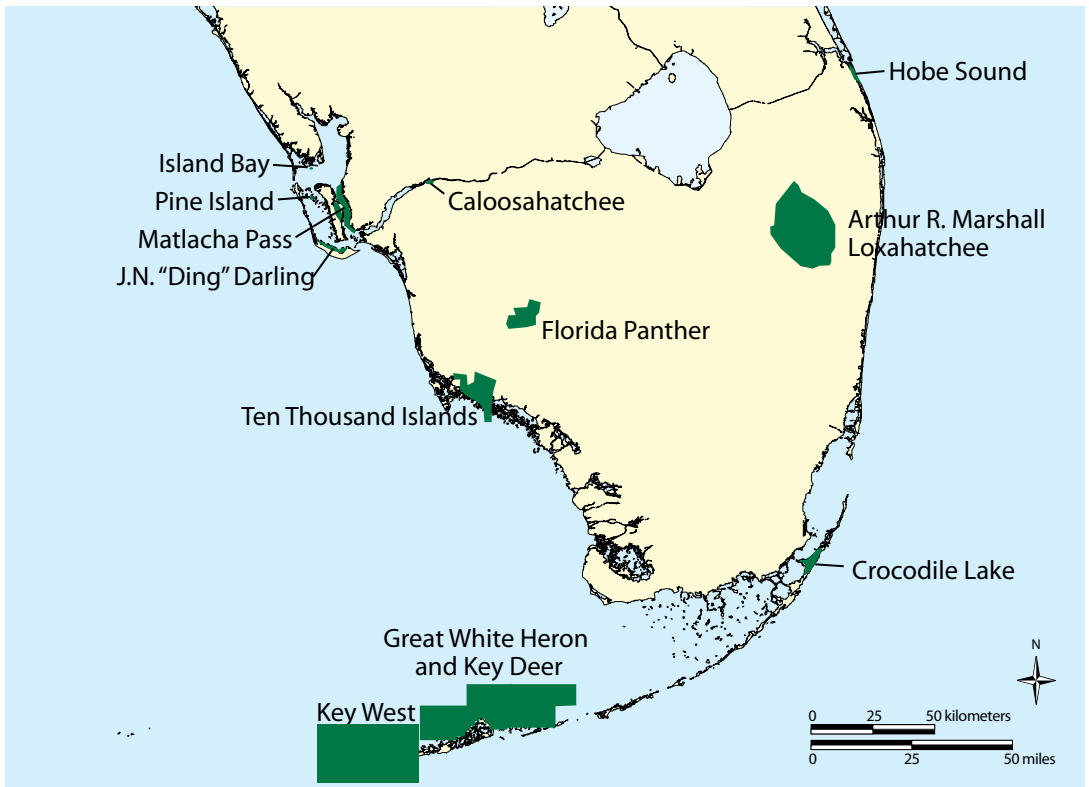 Hobe Sound
Island Bay
Pine Island
Matlacha Pass
J.N. “Ding” Darling
Caloosahatchee
Arthur R. Marshall
Loxahatchee
Florida Panther
Ten Thousand Islands
Crocodile Lake
Great White Heron
and Key Deer
Key West
N
0 25 50 kilometers
0 25 50 miles